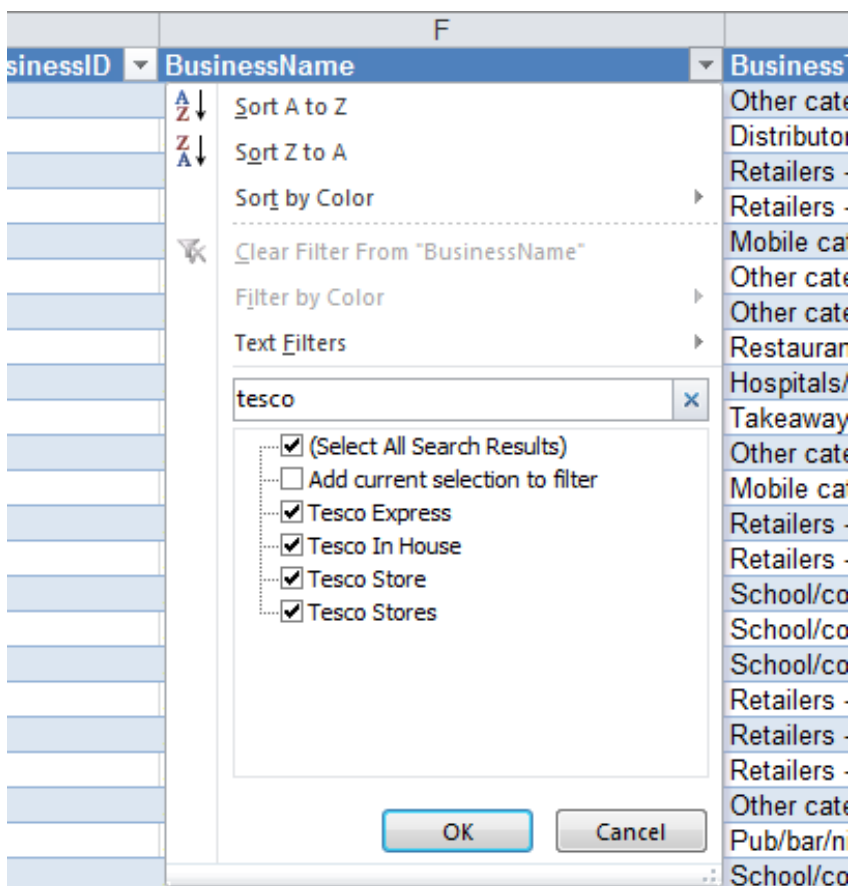 F
sinessID BusinessName Business
Sort A to Z
Sort Z to A
Sort by Color
Clear Filter From "BusinessName"
Filter by Color
Text Filters
tesco
(Select All Search Results)
Add current selection to filter
Tesco Express
Tesco In House
Tesco Store
Tesco Stores
OK Cancel
Other cate
Distributor
Retailers -
Retailers -
Mobile cat
Other cate
Other cate
Restauran
Hospitals/
Takeaway
Other cate
Mobile cat
Retailers -
Retailers -
School/co
School/co
School/co
Retailers -
Retailers -
Retailers -
Other cate
Pub/bar/ni
School/co